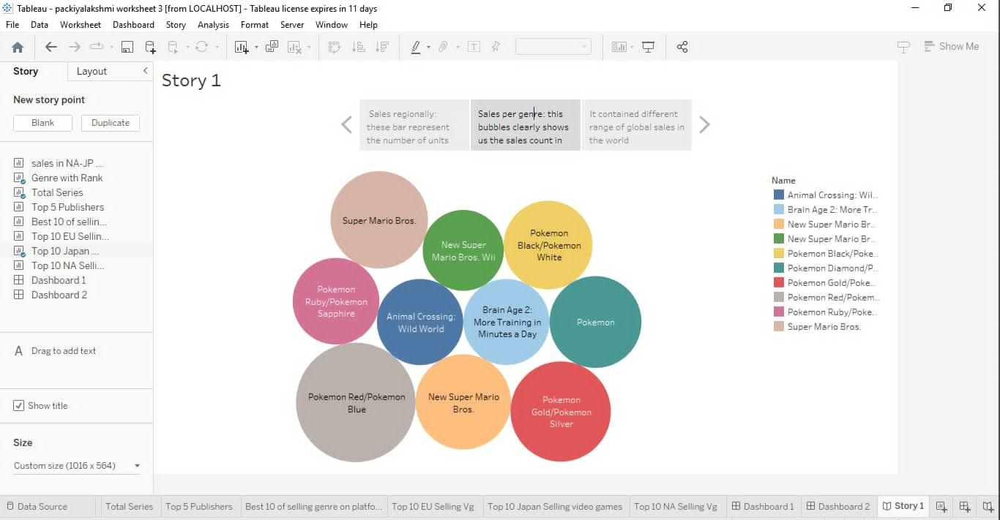 Tableau - packiyalakshmi worksheet 3 [from LOCALHOST] - Tableau license expires in 11 days
File Data Worksheet Dashboard Story Analysis Format Server Window Help
Show Me
Story Layout
New story point
Blank Duplicate
sales in NA-JP ...
Genre with Rank
Total Series
Top 5 Publishers
Best 10 of sellin...
Top 10 EU Sellin...
Top 10 Japan ...
Top 10 NA Selli...
Dashboard 1
Dashboard 2
A Drag to add text
Show title
Size
Custom size (1016 x 564)
Story 1
Sales regionally:
these bar represent
the number of units
Sales per genre: this
bubbles clearly shows
us the sales count in
It contained different
range of global sales in
the world
Super Mario Bros.
New Super
Mario Bros. Wii
Pokemon
Black/Pokemon
White
Pokemon
Ruby/Pokemon
Sapphire
Animal Crossing:
Wild World
Brain Age 2:
More Training in
Minutes a Day
Pokemon
Pokemon Red/Pokemon
Blue
New Super Mario
Bros.
Pokemon
Gold/Pokemon
Silver
Name
Animal Crossing: Wil..
Brain Age 2: More Tr..
New Super Mario Br..
New Super Mario Br..
Pokemon Black/Poke..
Pokemon Diamond/P..
Pokemon Gold/Poke..
Pokemon Red/Pokem..
Pokemon Ruby/Poke..
Super Mario Bros.
Data Source Total Series Top 5 Publishers Best 10 of selling genre on platfo... Top 10 EU Selling Vg Top 10 Japan Selling video games Top 10 NA Selling Vg Dashboard 1 Dashboard 2 Story 1